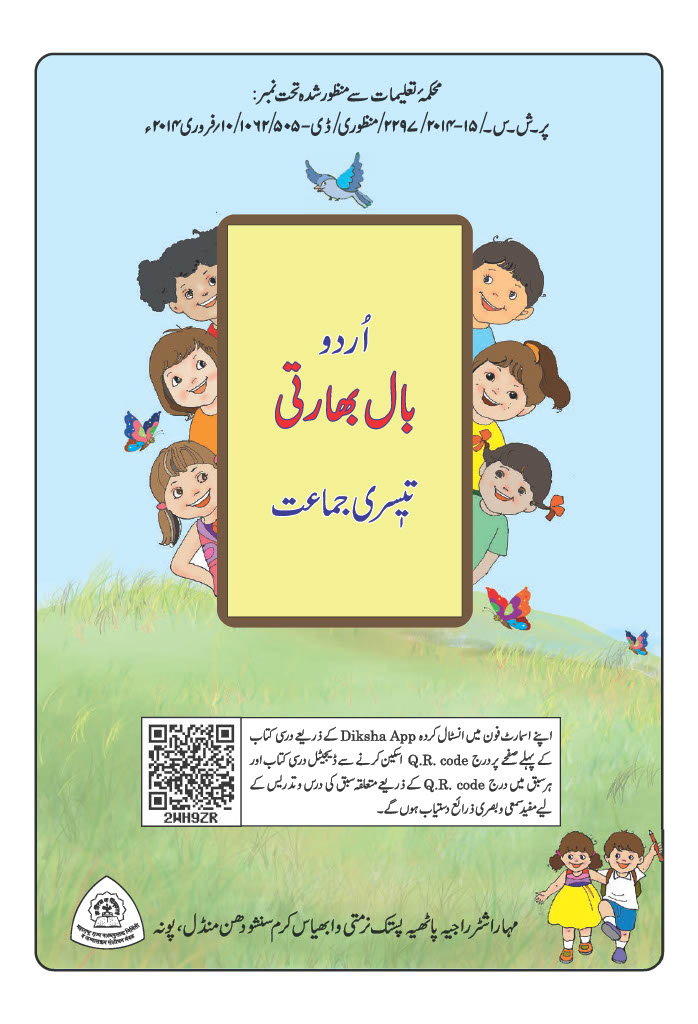 محکمۂ تعلیمات سے منظور شدہ تحت نمبر :
پر۔ش۔س۔/۱۵-۲۰۱۴/۲۲۹۷/منظوری/ڈی-۵۰۵/۱۰۶۲/۱۰؍فروری ۲۰۱۴ء
اُردو
بال بھارتی
تیسری جماعت
اپنے اسمارٹ فون میں انسٹال کردہ Diksha App کے ذریعے درسی کتاب
کے پہلے صفحے پر درج Q.R. code اسکین کرنے سے ڈیجیٹل درسی کتاب اور
ہر سبق میں درج Q.R. code کے ذریعے متعلقہ سبق کی درس و تدریس کے
لیے مفید سمعی و بصری ذرائع دستیاب ہوں گے۔
2WH9ZR
مہاراشٹر راجیہ پاٹھیہ پستک نرمتی و ابھیاس کرم سنشودھن منڈل، پونہ